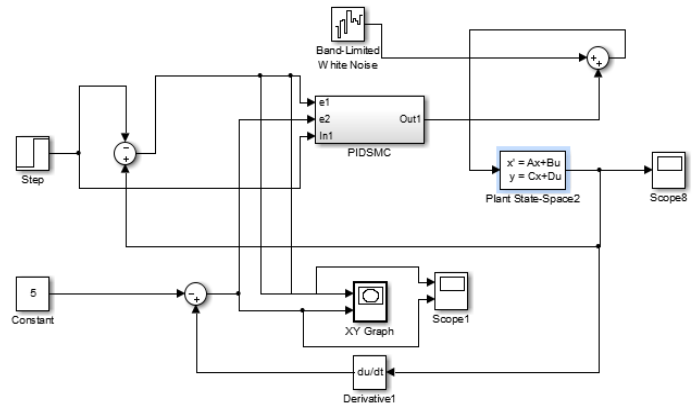 Band-Limited
White Noise
+
+
e1
e2
In1
Out1
PIDSMC
−
+
Step
x' = Ax+Bu
y = Cx+Du
Plant State-Space2
Scope8
5
Constant
−
+
XY Graph
Scope1
du/dt
Derivative1